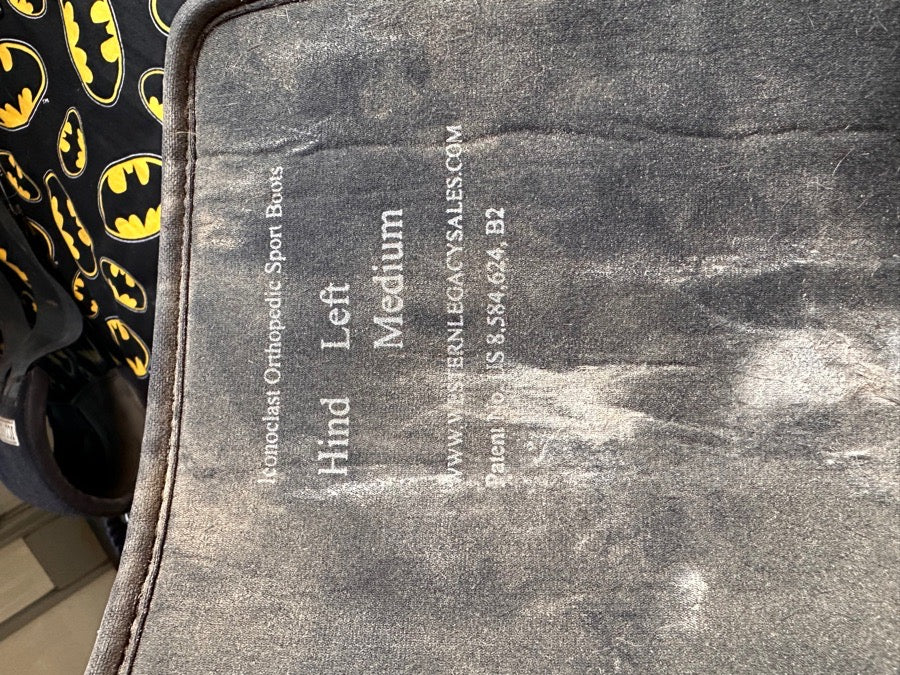 Iconoclast Orthopedic Sport Boots
Hind Left
Medium
WWW.WESTERNLEGACYSALES.COM
Patent No. US 8,584,624, B2